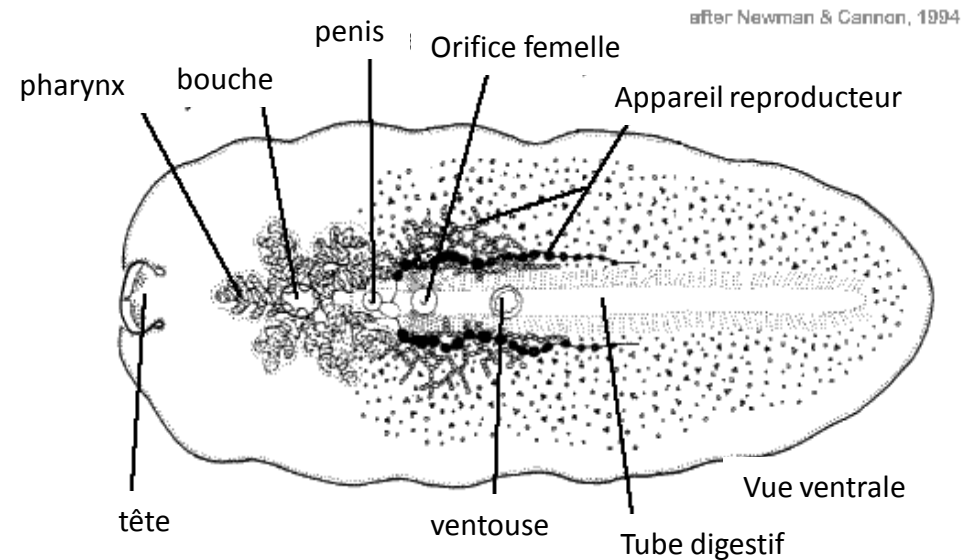 after Newman & Cannon, 1994
penis
Orifice femelle
bouche
pharynx
Appareil reproducteur
Vue ventrale
tête
ventouse
Tube digestif